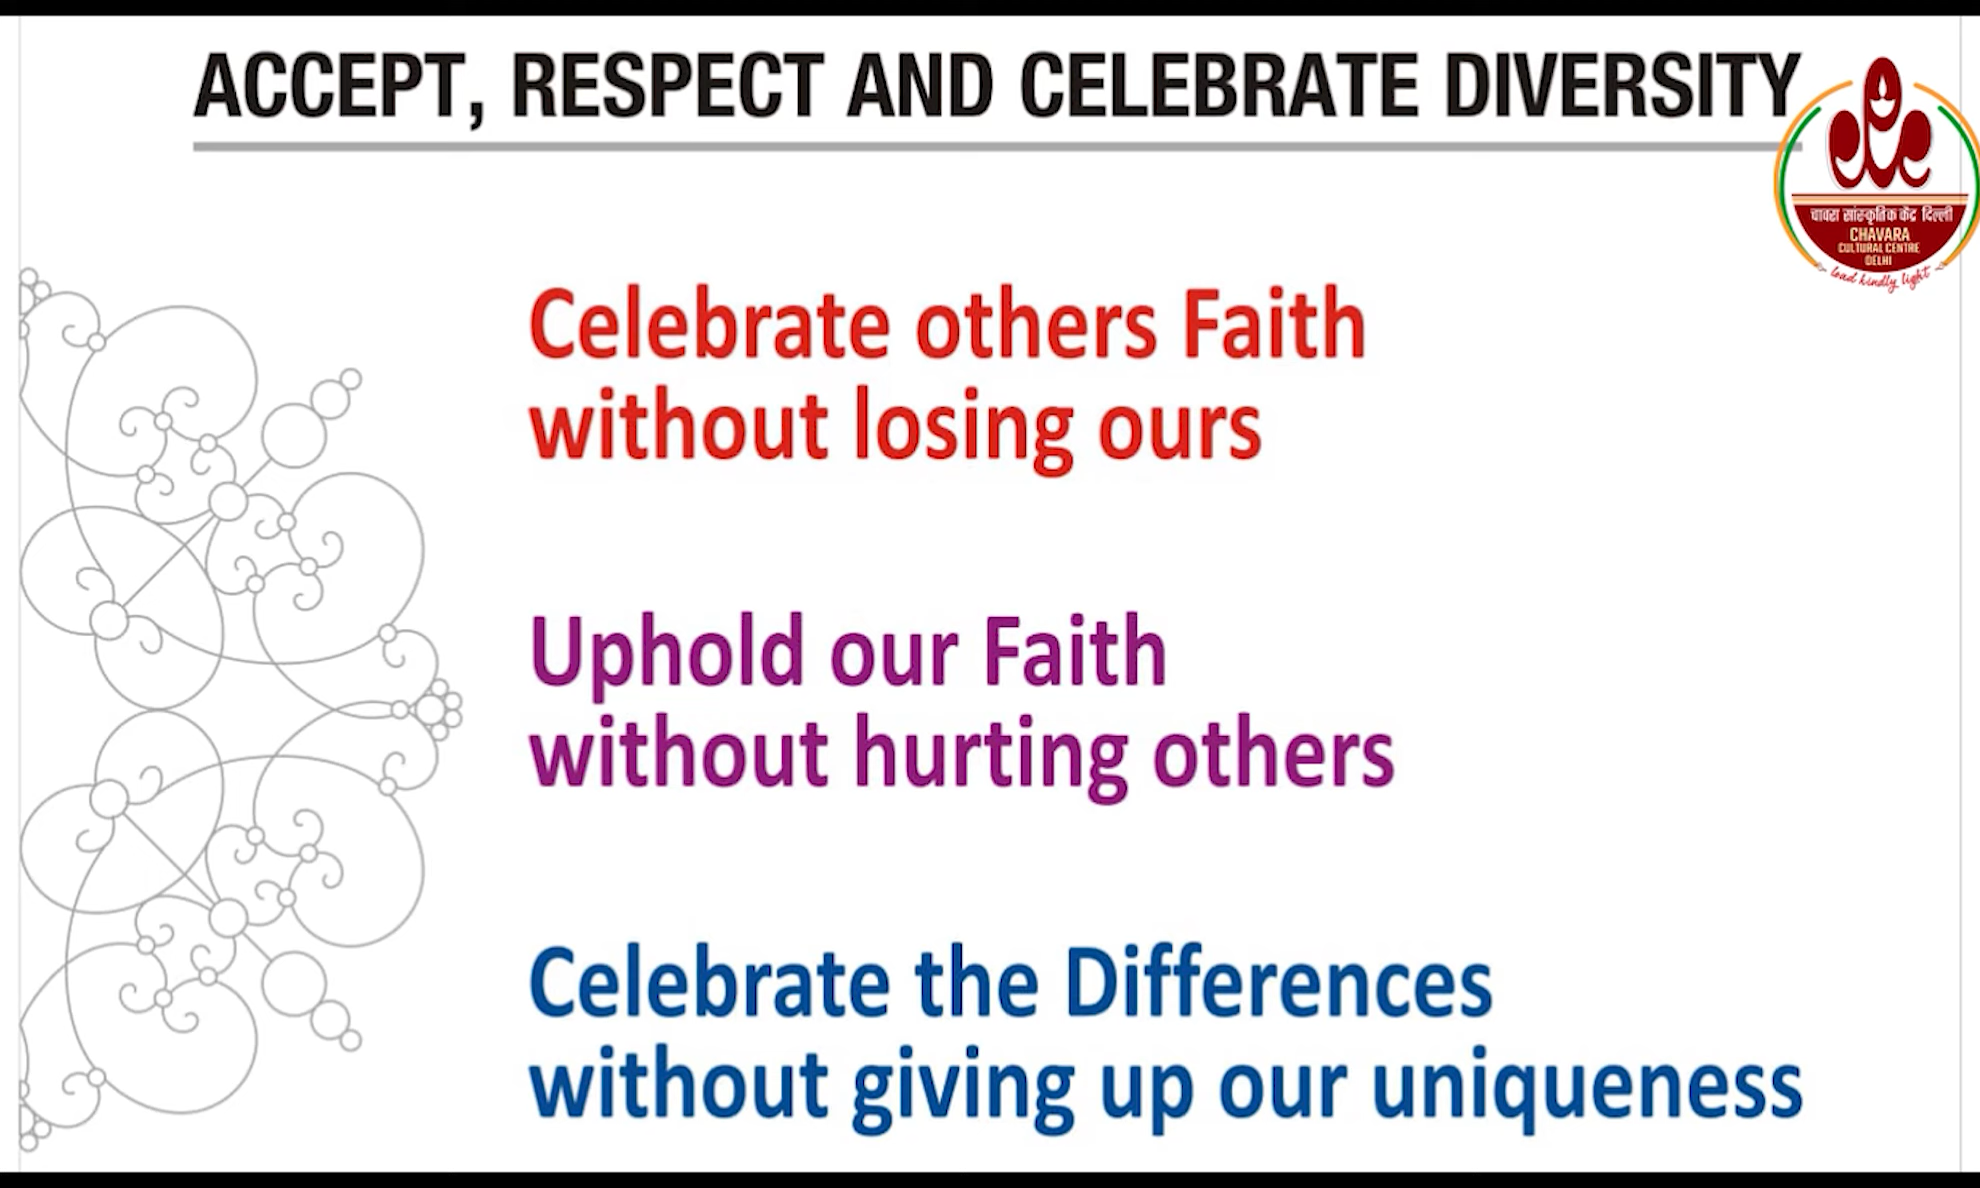 ACCEPT, RESPECT AND CELEBRATE DIVERSITY
चावरा सांस्कृतिक केंद्र दिल्ली
CHAVARA
CULTURAL CENTRE
DELHI
lead kindly light
Celebrate others Faith
without losing ours
Uphold our Faith
without hurting others
Celebrate the Differences
without giving up our uniqueness